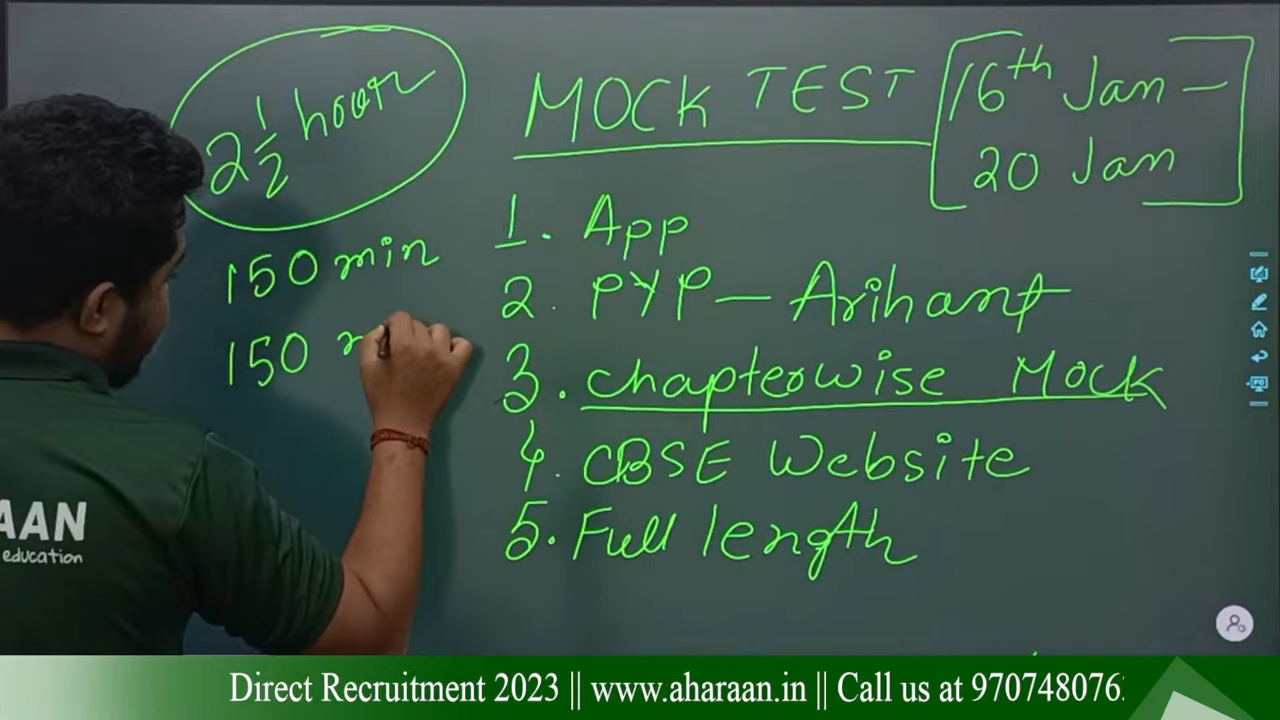 2 1/2 hour
150 min
150
MOCK TEST
16th Jan –
20 Jan
1. App
2. PYP – Arihant
3. Chapterwise Mock
4. CBSE Website
5. Full length
AAN
education
Direct Recruitment 2023 || www.aharaan.in || Call us at 970748076